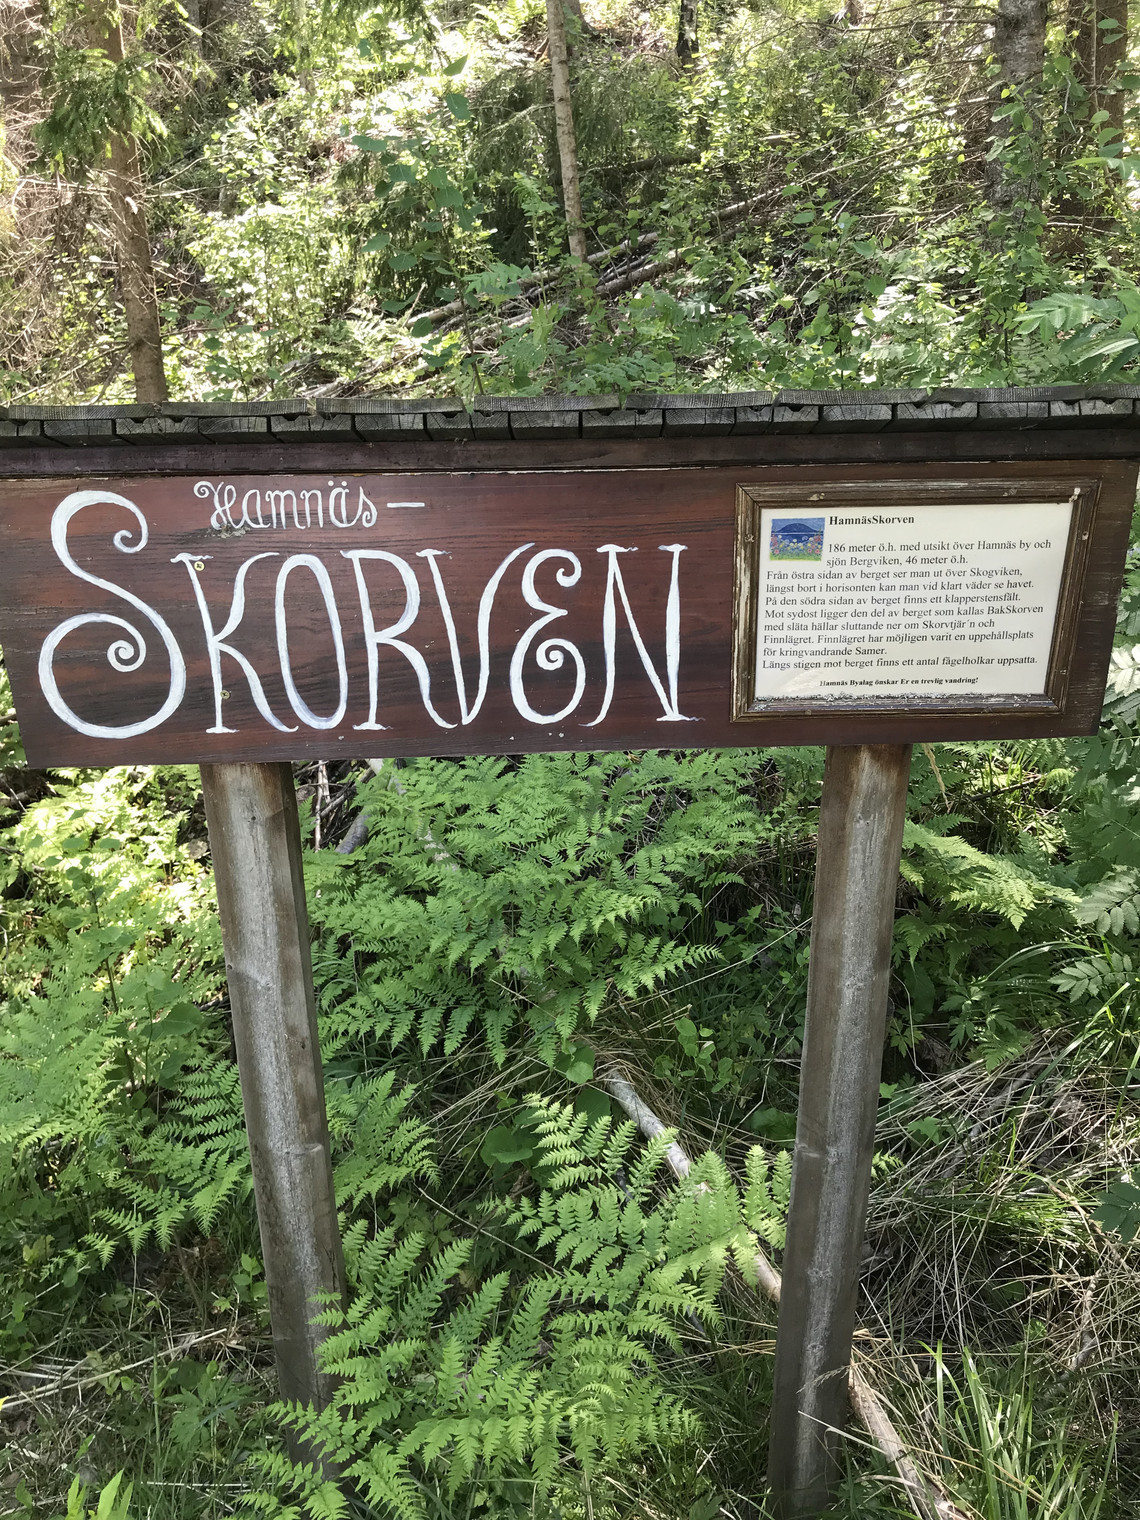 Hamnäs–
SKORVEN
HamnäsSkorven
186 meter ö.h. med utsikt över Hamnäs by och
sjön Bergviken, 46 meter ö.h.
Från östra sidan av berget ser man ut över Skogviken,
längst bort i horisonten kan man vid klart väder se havet.
På den södra sidan av berget finns ett klapperstensfält.
Mot sydost ligger den del av berget som kallas BakSkorven
med släta hällar sluttande ner om Skorvtjär´n och
Finnlägret. Finnlägret har möjligen varit en uppehållsplats
för kringvandrande Samer.
Längs stigen mot berget finns ett antal fågelholkar uppsatta.
Hamnäs Byalag önskar Er en trevlig vandring!